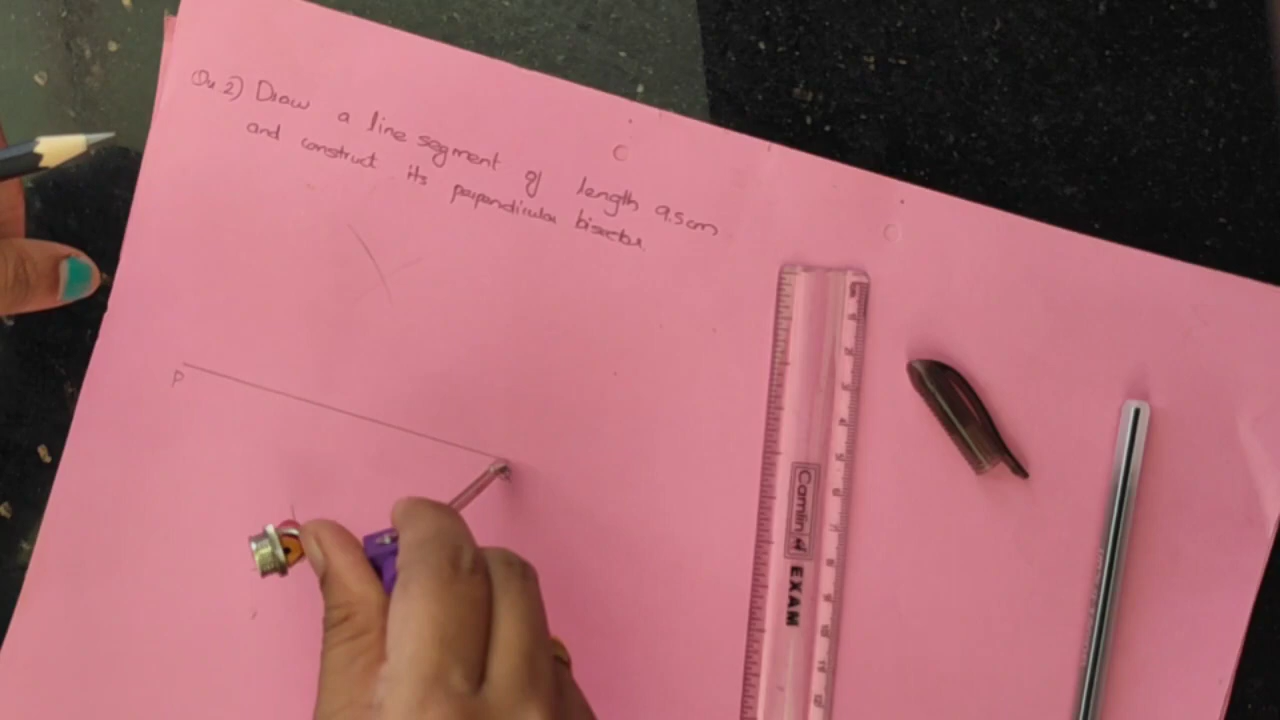 Qu 2) Draw a line segment of length 9.5cm
and construct its perpendicular bisector
P
Camlin
EXAM